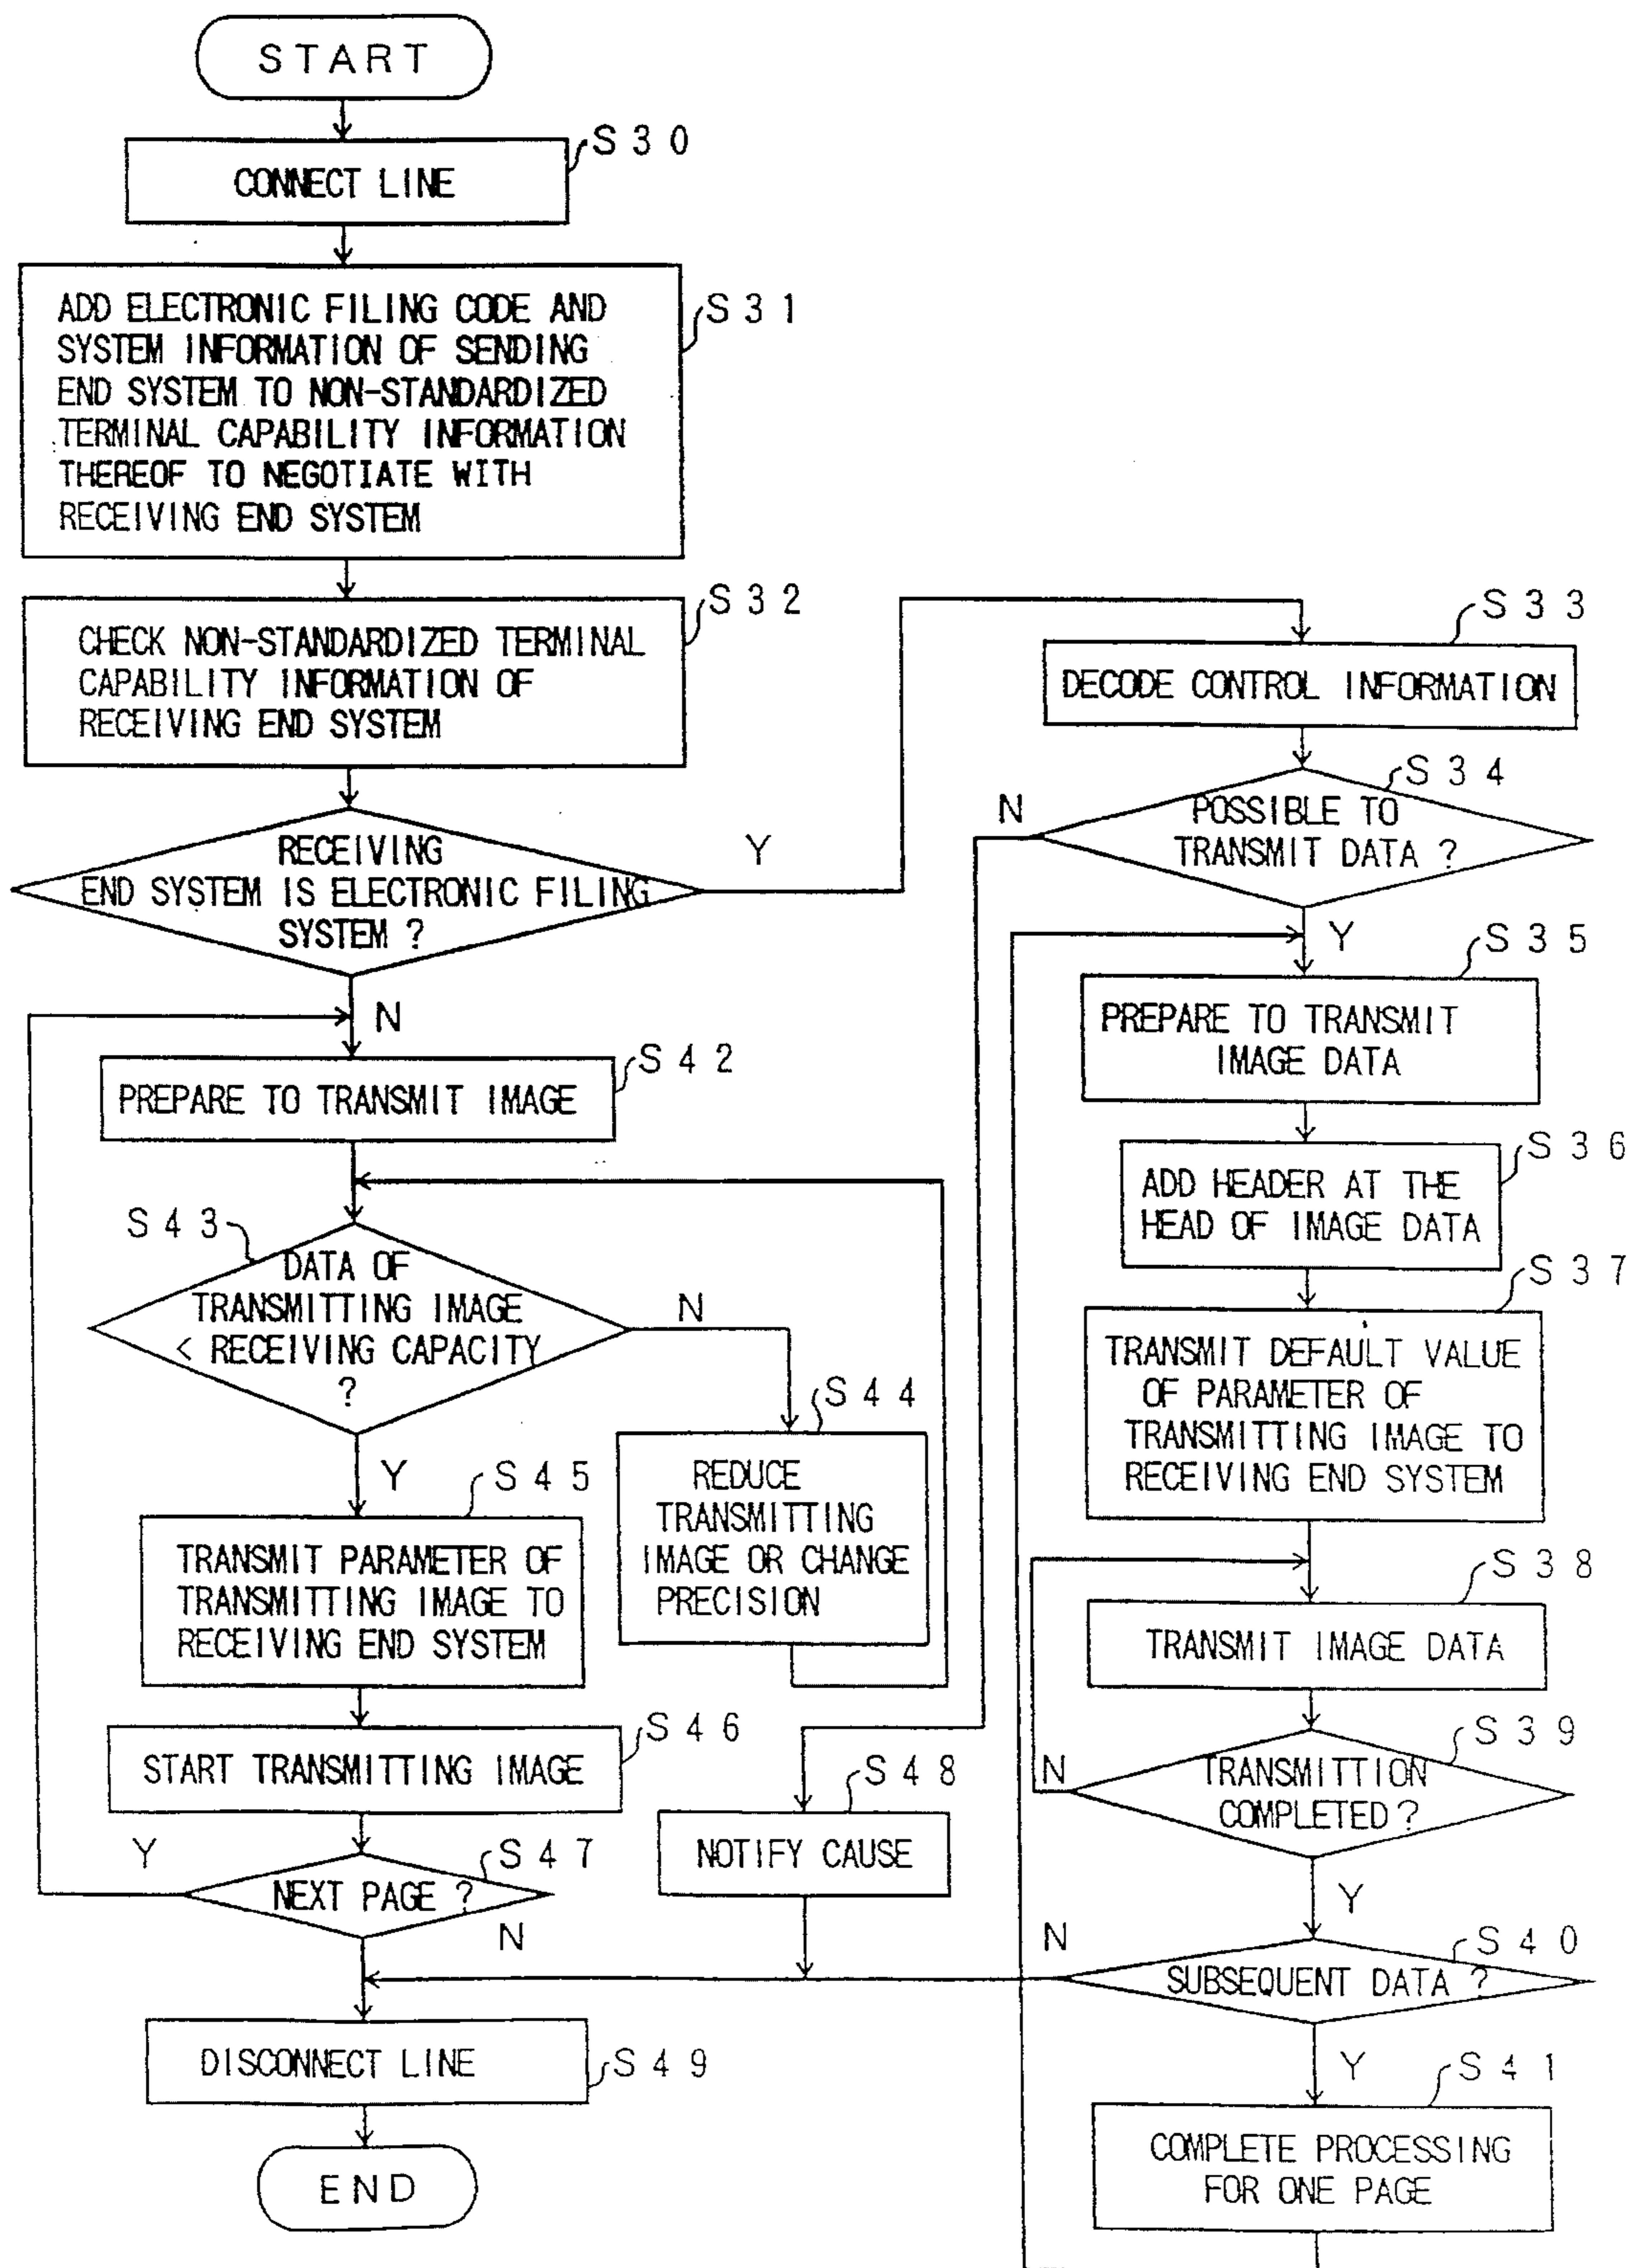 START
S30
CONNECT LINE
S31
ADD ELECTRONIC FILING CODE AND
SYSTEM INFORMATION OF SENDING
END SYSTEM TO NON-STANDARDIZED
TERMINAL CAPABILITY INFORMATION
THEREOF TO NEGOTIATE WITH
RECEIVING END SYSTEM
S32
CHECK NON-STANDARDIZED TERMINAL
CAPABILITY INFORMATION OF
RECEIVING END SYSTEM
RECEIVING
END SYSTEM IS ELECTRONIC FILING
SYSTEM ?
Y
N
S42
PREPARE TO TRANSMIT IMAGE
S43
DATA OF
TRANSMITTING IMAGE
< RECEIVING CAPACITY
?
N
Y
S44
REDUCE
TRANSMITTING
IMAGE OR CHANGE
PRECISION
S45
TRANSMIT PARAMETER OF
TRANSMITTING IMAGE TO
RECEIVING END SYSTEM
S46
START TRANSMITTING IMAGE
S47
NEXT PAGE ?
Y
N
S48
NOTIFY CAUSE
S49
DISCONNECT LINE
END
S33
DECODE CONTROL INFORMATION
S34
POSSIBLE TO
TRANSMIT DATA ?
N
Y
S35
PREPARE TO TRANSMIT
IMAGE DATA
S36
ADD HEADER AT THE
HEAD OF IMAGE DATA
S37
TRANSMIT DEFAULT VALUE
OF PARAMETER OF
TRANSMITTING IMAGE TO
RECEIVING END SYSTEM
S38
TRANSMIT IMAGE DATA
S39
TRANSMITTION
COMPLETED ?
N
Y
S40
SUBSEQUENT DATA ?
N
Y
S41
COMPLETE PROCESSING
FOR ONE PAGE